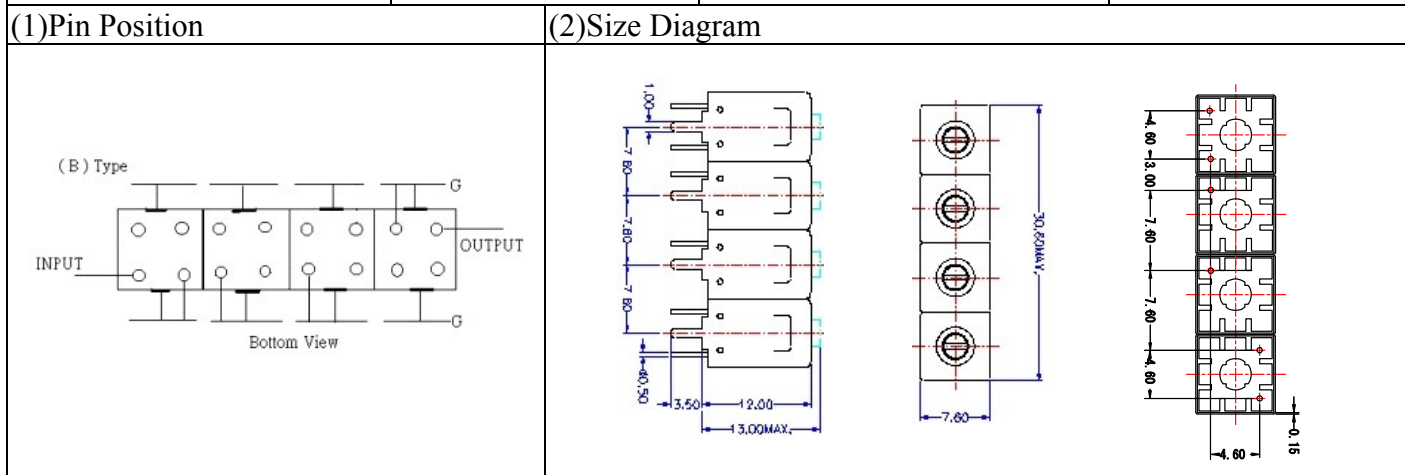 (1)Pin Position
(2)Size Diagram
(B) Type
G
INPUT
OUTPUT
G
Bottom View
1.00
7.80
7.80
7.80
Φ0.50
3.50
12.00
13.00MAX.
30.60MAX.
7.60
4.60
3.00
7.60
7.60
4.60
0.15
4.60